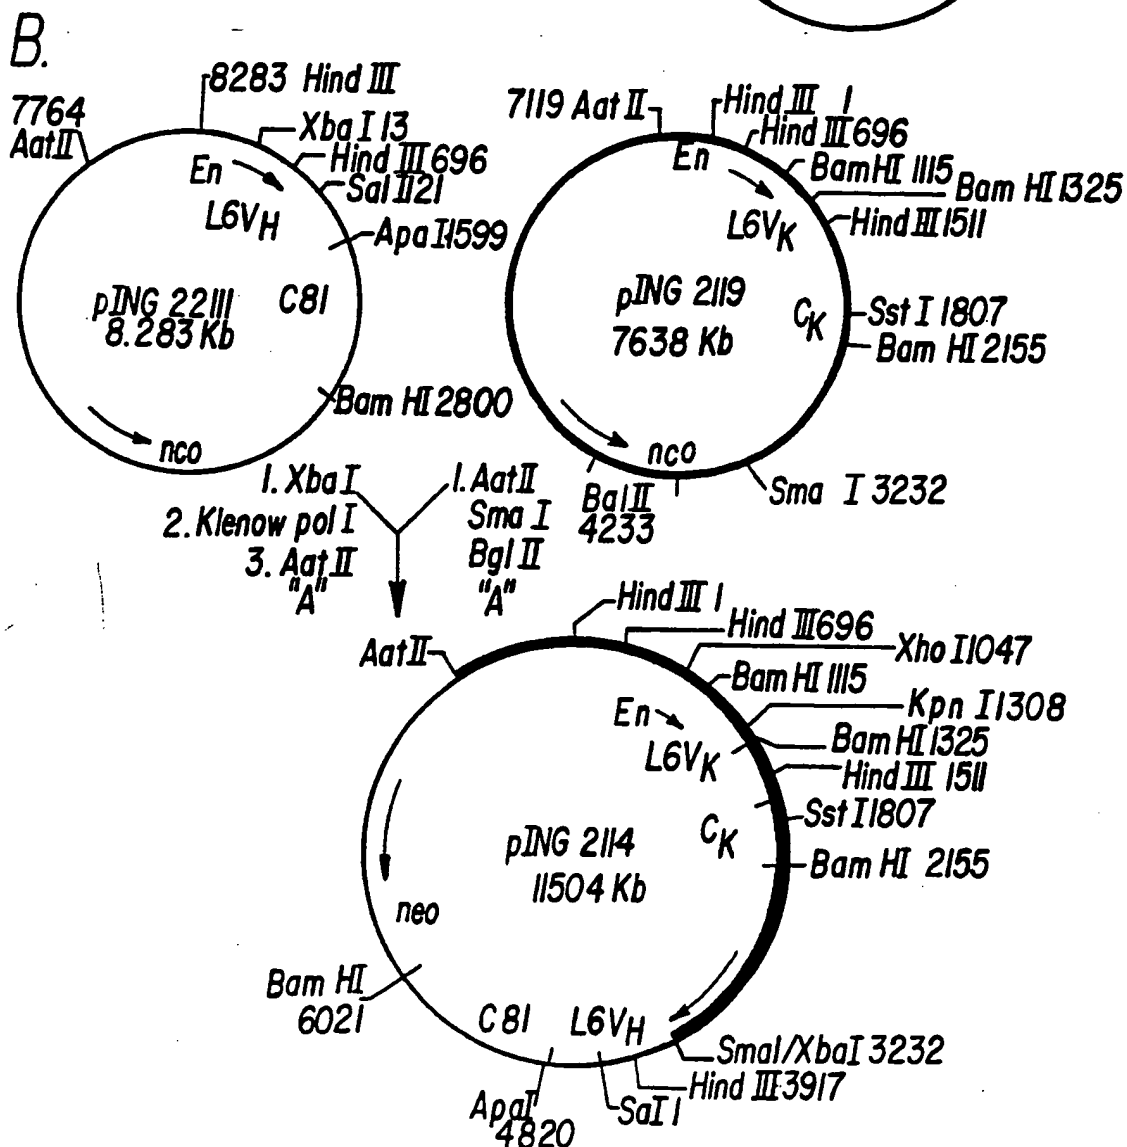 B.
8283 Hind III
7764
Aat II
Xba I 13
Hind III 696
Sal I 1121
En
L6VH
Apa I 1599
pING 22111
8.283 Kb
C81
Bam HI 2800
nco
7119 Aat II
Hind III 1
Hind III 696
En
Bam HI 1115
Bam HI 1325
L6VK
Hind III 1511
pING 2119
7638 Kb
CK
Sst I 1807
Bam HI 2155
nco
Bal II
4233
Sma I 3232
1. Xba I
2. Klenow pol I
3. Aat II
"A"
1. Aat II
Sma I
Bgl II
"A"
Hind III 1
Hind III 696
Aat II
Xho I 1047
Bam HI 1115
En
Kpn I 1308
L6VK
Bam HI 1325
Hind III 1511
Sst I 1807
CK
pING 2114
11504 Kb
Bam HI 2155
neo
Bam HI
6021
C81
L6VH
SmaI/XbaI 3232
Hind III 3917
SaI I
ApaI
4820